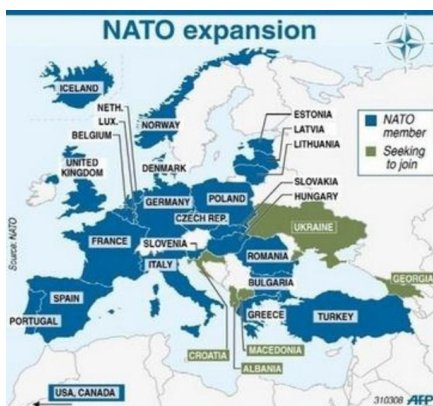 NATO expansion
ICELAND
NETH.
LUX.
BELGIUM
NORWAY
ESTONIA
LATVIA
LITHUANIA
NATO
member
Seeking
to join
UNITED
KINGDOM
DENMARK
GERMANY
POLAND
CZECH REP.
SLOVAKIA
HUNGARY
UKRAINE
FRANCE
SLOVENIA
ITALY
ROMANIA
BULGARIA
GEORGIA
SPAIN
PORTUGAL
GREECE
TURKEY
CROATIA
MACEDONIA
ALBANIA
USA, CANADA
Source: NATO
310308 AFP